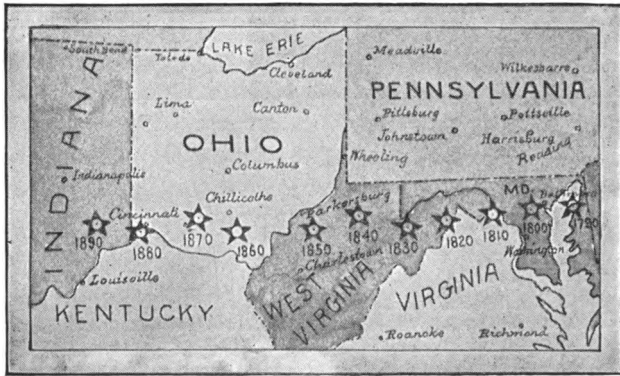 LAKE ERIE
South Bend
Toledo
Cleveland
Meadville
Wilkesbarre
PENNSYLVANIA
INDIANA
Lima
Canton
Pittsburg
Pottsville
OHIO
Johnstown
Harrisburg
Reading
Wheeling
Columbus
Indianapolis
Chillicothe
Parkersburg
MD.
Cincinnati
1890
1880
1870
1860
1850
1840
1830
1820
1810
1800
1790
Washington
Charlestown
Louisville
WEST VIRGINIA
VIRGINIA
KENTUCKY
Roanoke
Richmond